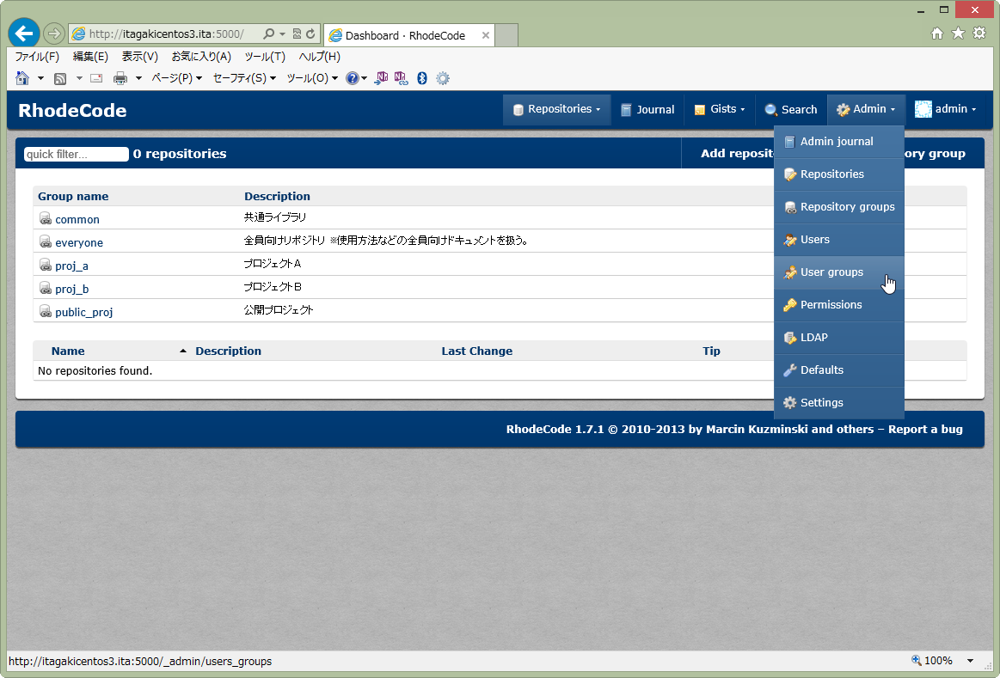 http://itagakicentos3.ita:5000/
Dashboard · RhodeCode
ファイル(F) 編集(E) 表示(V) お気に入り(A) ツール(T) ヘルプ(H)
ページ(P) セーフティ(S) ツール(O)
RhodeCode
Repositories Journal Gists Search Admin admin
quick filter... 0 repositories
Add reposit
ory group
Admin journal
Repositories
Repository groups
Users
User groups
Permissions
LDAP
Defaults
Settings
Group name Description
common 共通ライブラリ
everyone 全員向けリポジトリ ※使用方法などの全員向けドキュメントを扱う。
proj_a プロジェクトA
proj_b プロジェクトB
public_proj 公開プロジェクト
Name Description Last Change Tip
No repositories found.
RhodeCode 1.7.1 © 2010-2013 by Marcin Kuzminski and others – Report a bug
http://itagakicentos3.ita:5000/_admin/users_groups
100%